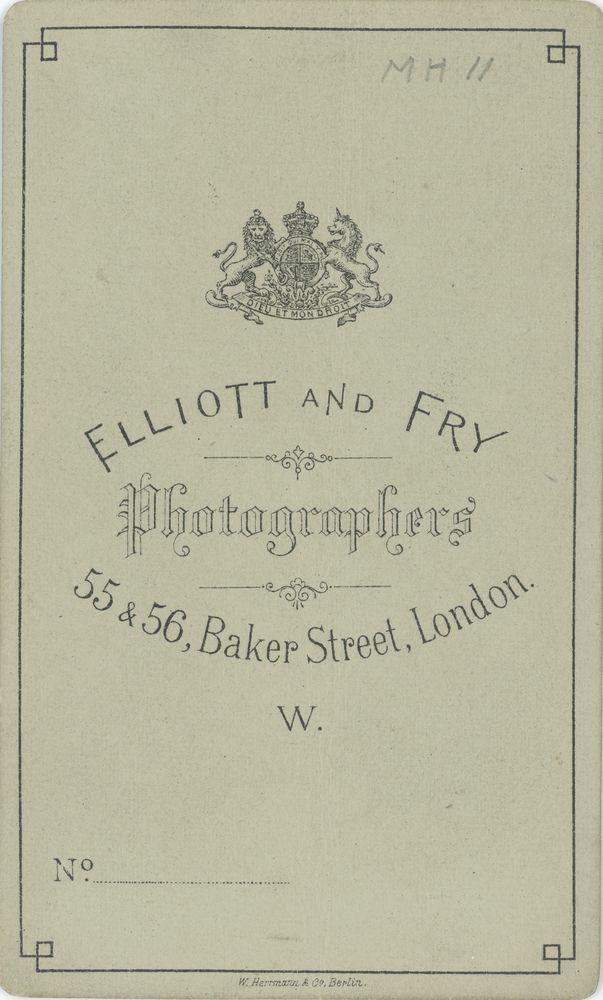 MH 11
DIEU ET MON DROIT
ELLIOTT AND FRY
Photographers
55 & 56, Baker Street, London.
W.
Nº
W. Herrmann & Cº, Berlin.